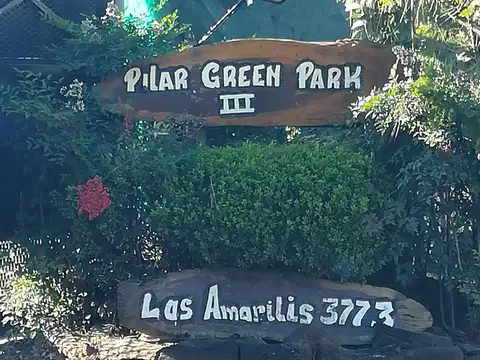 PILAR GREEN PARK
III
Las Amarilis 3773